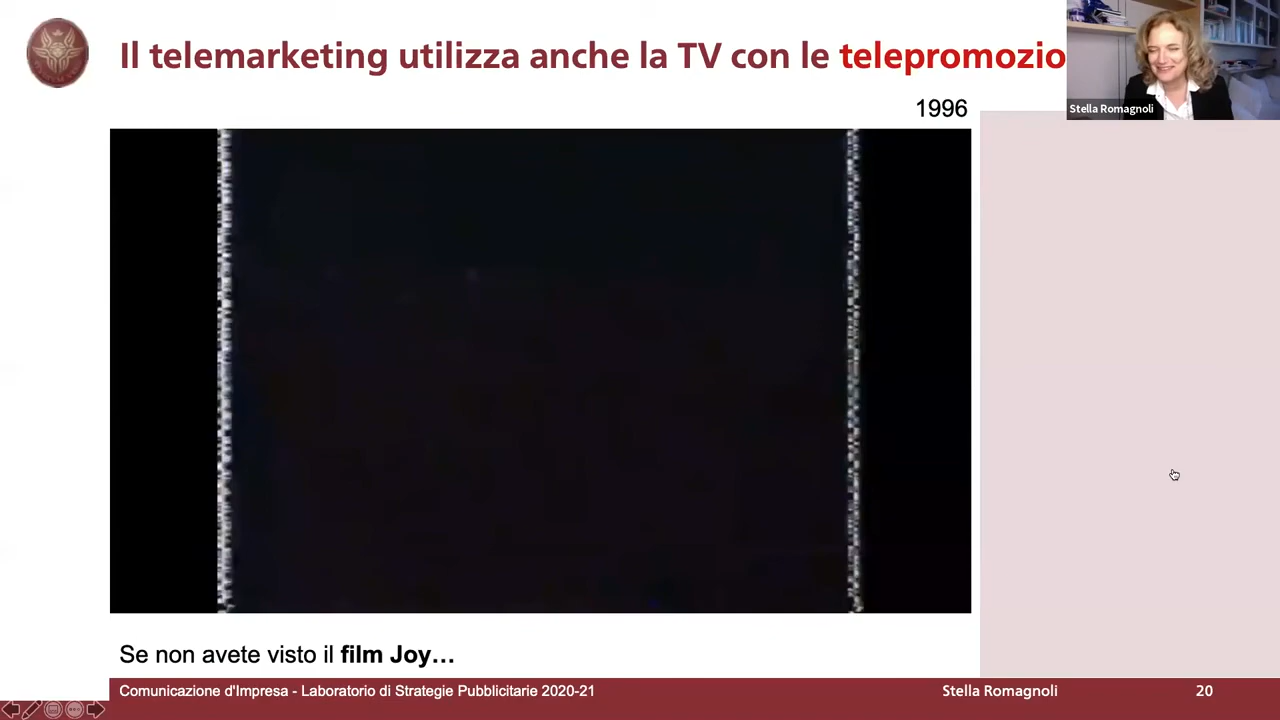 Il telemarketing utilizza anche la TV con le telepromozio
Stella Romagnoli
1996
Se non avete visto il film Joy...
Comunicazione d'Impresa - Laboratorio di Strategie Pubblicitarie 2020-21
Stella Romagnoli
20